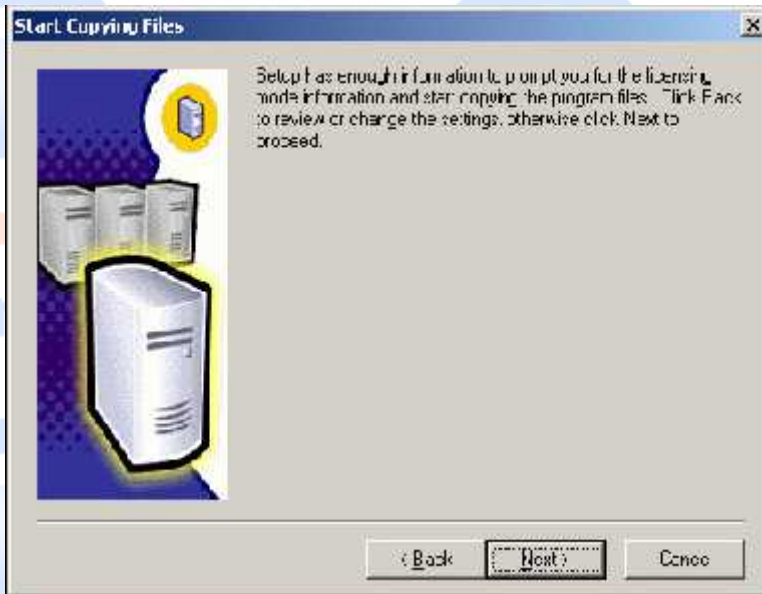 Start Copying Files
Setup has enough information to prompt you for the licensing
mode information and start copying the program files. Click Back
to review or change the settings, otherwise click Next to
proceed.
< Back
Next >
Cancel